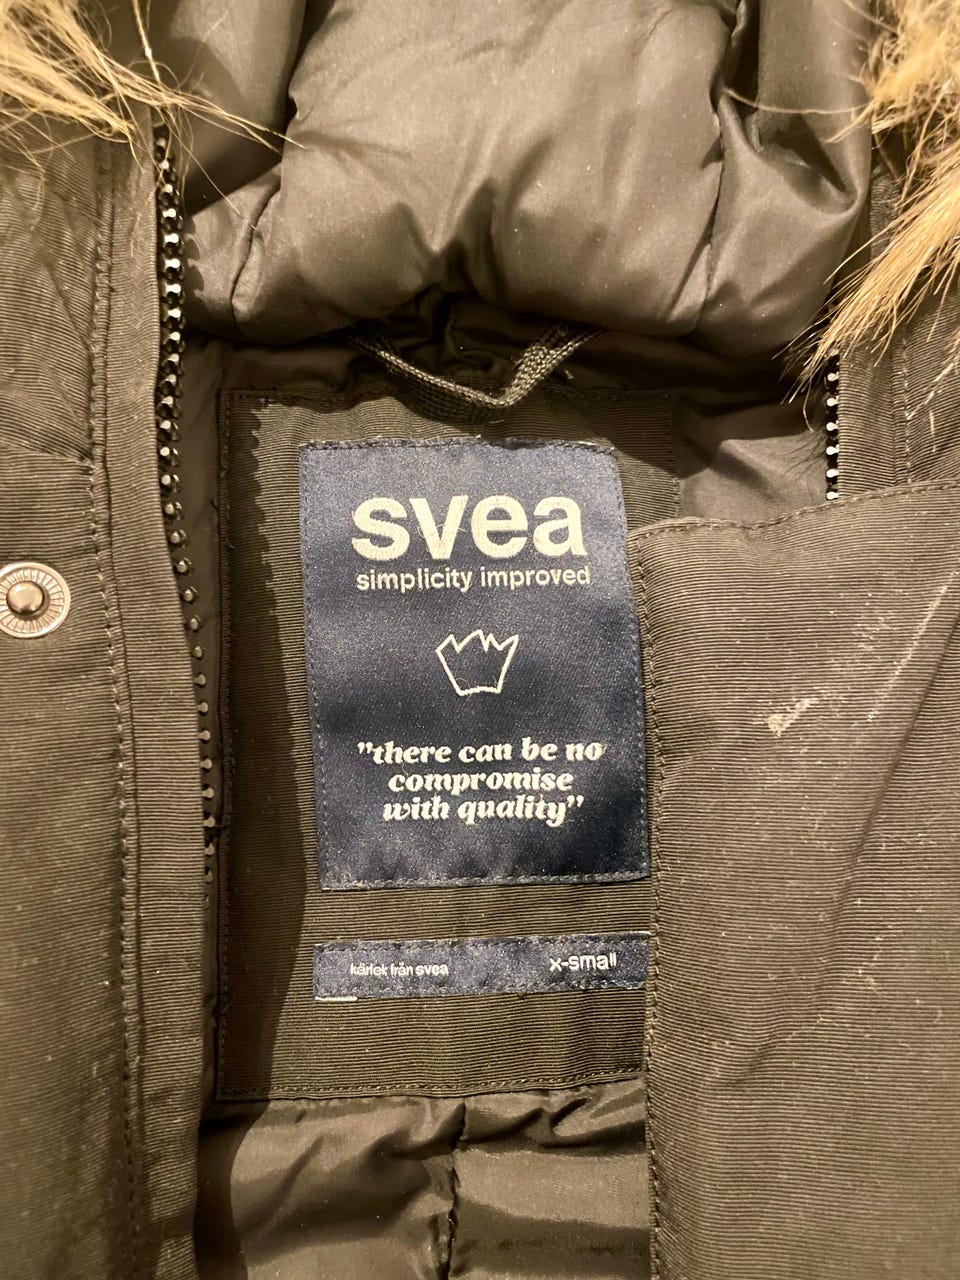 svea
simplicity improved
"there can be no
compromise
with quality"
kärlek från svea
x-small